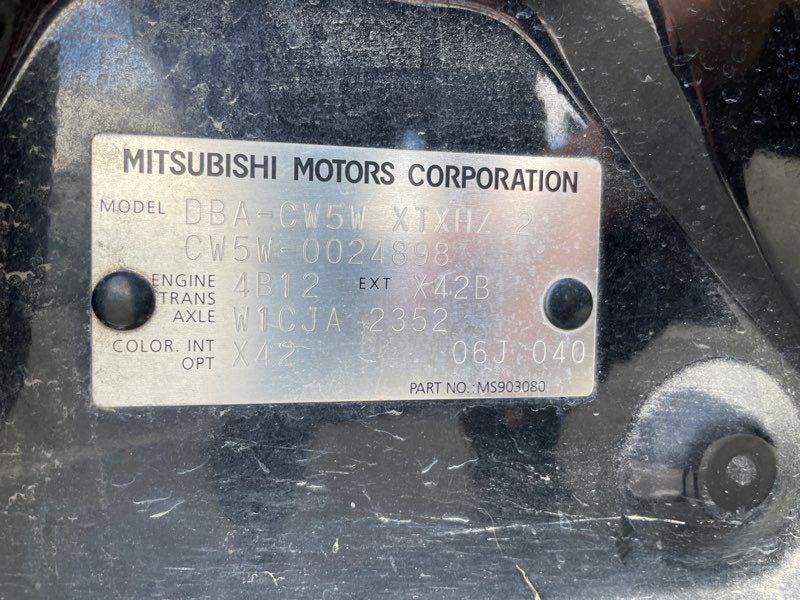 MITSUBISHI MOTORS CORPORATION
MODEL DBA-CW5W XTXHZ 2
CW5W-0024898
ENGINE 4B12 EXT X42B
TRANS
AXLE W1CJA 2352
COLOR. INT X42 06J 040
OPT
PART NO.: MS903080